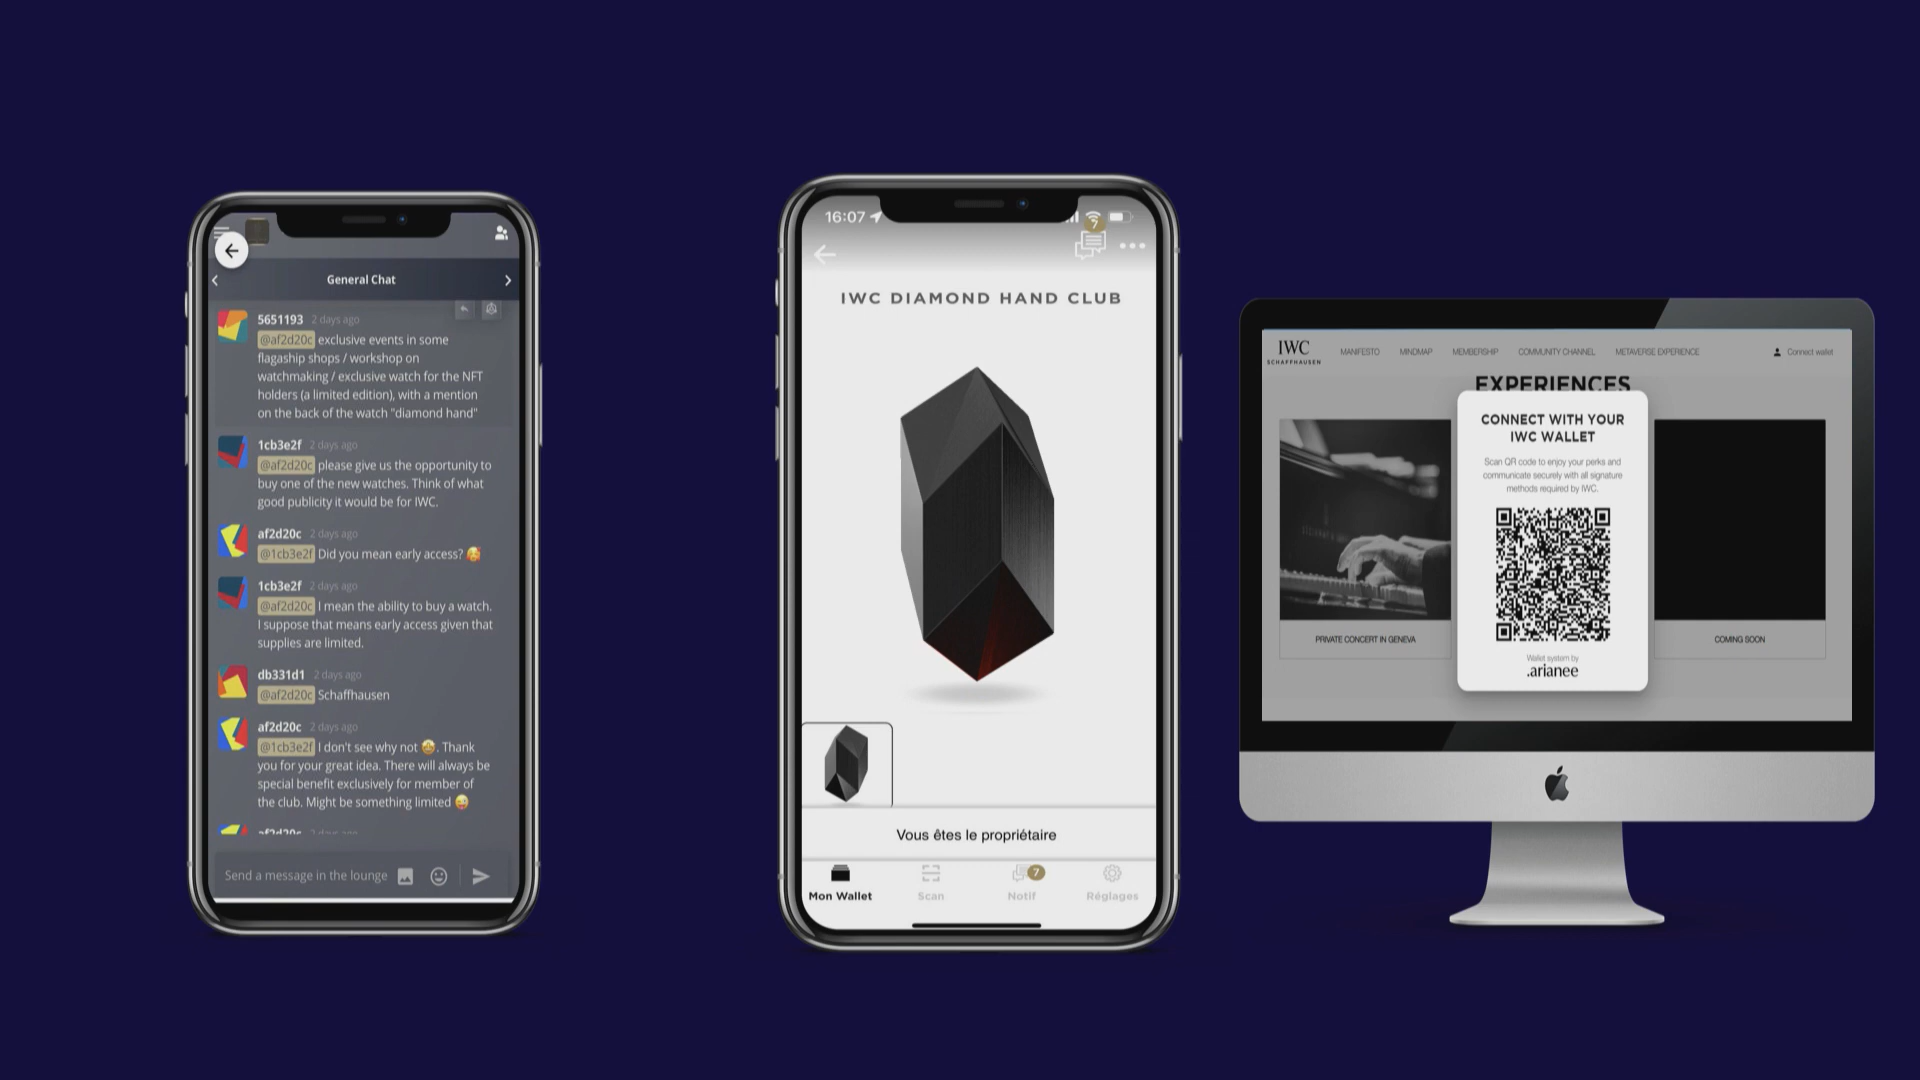 General Chat
5651193 2 days ago
@af2d20c exclusive events in some
flagaship shops / workshop on
watchmaking / exclusive watch for the NFT
holders (a limited edition), with a mention
on the back of the watch "diamond hand"
1cb3e2f 2 days ago
@af2d20c please give us the opportunity to
buy one of the new watches. Think of what
good publicity it would be for IWC.
af2d20c 2 days ago
@1cb3e2f Did you mean early access? 🥰
1cb3e2f 2 days ago
@af2d20c I mean the ability to buy a watch.
I suppose that means early access given that
supplies are limited.
db331d1 2 days ago
@af2d20c Schaffhausen
af2d20c 2 days ago
@1cb3e2f I don't see why not 🤩. Thank
you for your great idea. There will always be
special benefit exclusively for member of
the club. Might be something limited 😜
af2d20c 2 days ago
Send a message in the lounge
16:07
7
IWC DIAMOND HAND CLUB
Vous êtes le propriétaire
7
Mon Wallet Scan Notif Réglages
IWC
SCHAFFHAUSEN
MANIFESTO MINDMAP MEMBERSHIP COMMUNITY CHANNEL METAVERSE EXPERIENCE Connect wallet
EXPERIENCES
CONNECT WITH YOUR
IWC WALLET
Scan QR code to enjoy your perks and
communicate securely with all signature
methods required by IWC.
Wallet system by
.arianee
PRIVATE CONCERT IN GENEVA
COMING SOON